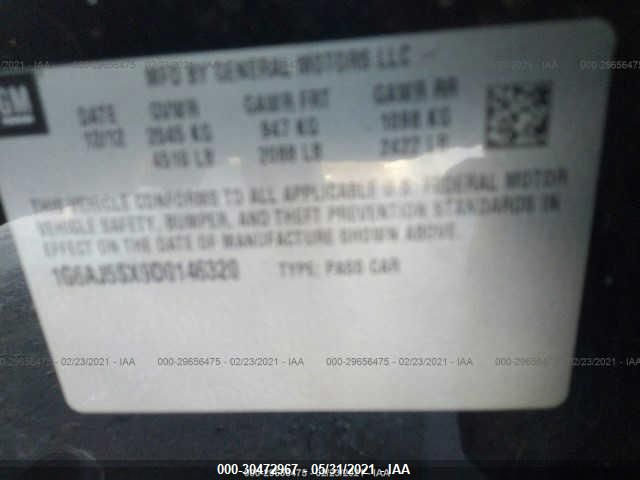 GM
MFD BY GENERAL MOTORS LLC
DATE GVWR GAWR FRT GAWR RR
10/12 2045 KG 947 KG 1098 KG
4510 LB 2088 LB 2422 LB
THIS VEHICLE CONFORMS TO ALL APPLICABLE U.S. FEDERAL MOTOR
VEHICLE SAFETY, BUMPER, AND THEFT PREVENTION STANDARDS IN
EFFECT ON THE DATE OF MANUFACTURE SHOWN ABOVE.
1G6AJ5SX9D0146320 TYPE: PASS CAR
000-29656475 - 02/23/2021 - IAA
000-30472967 - 05/31/2021 - IAA